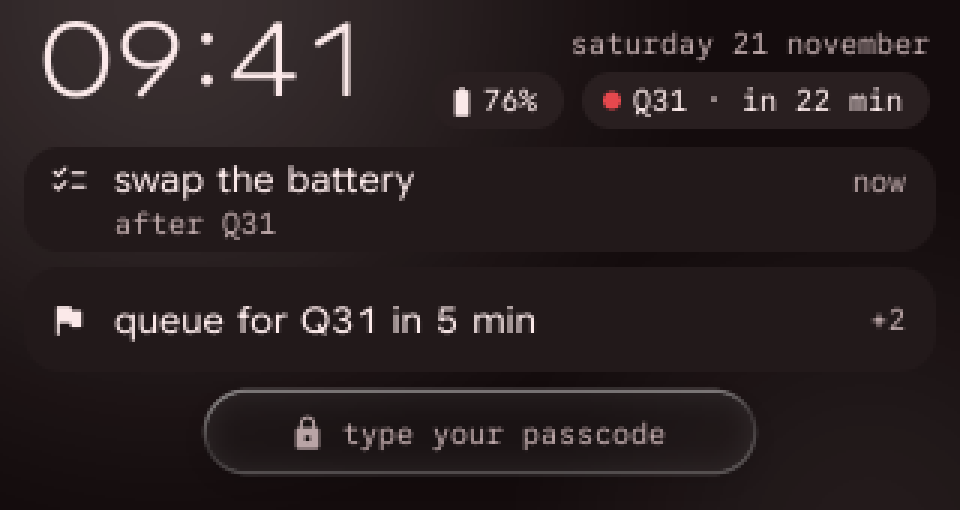 09:41
saturday 21 november
76%
Q31 · in 22 min
swap the battery
now
after Q31
queue for Q31 in 5 min
+2
type your passcode